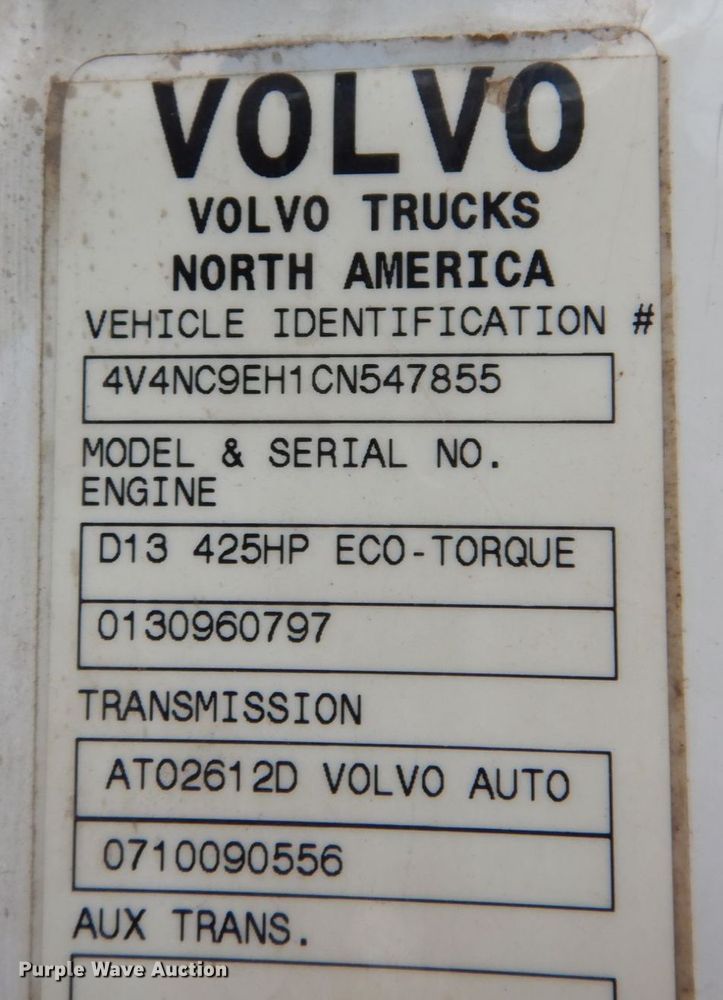 VOLVO
VOLVO TRUCKS
NORTH AMERICA
VEHICLE IDENTIFICATION #
4V4NC9EH1CN547855
MODEL & SERIAL NO.
ENGINE
D13 425HP ECO-TORQUE
0130960797
TRANSMISSION
ATO2612D VOLVO AUTO
0710090556
AUX TRANS.
Purple Wave Auction